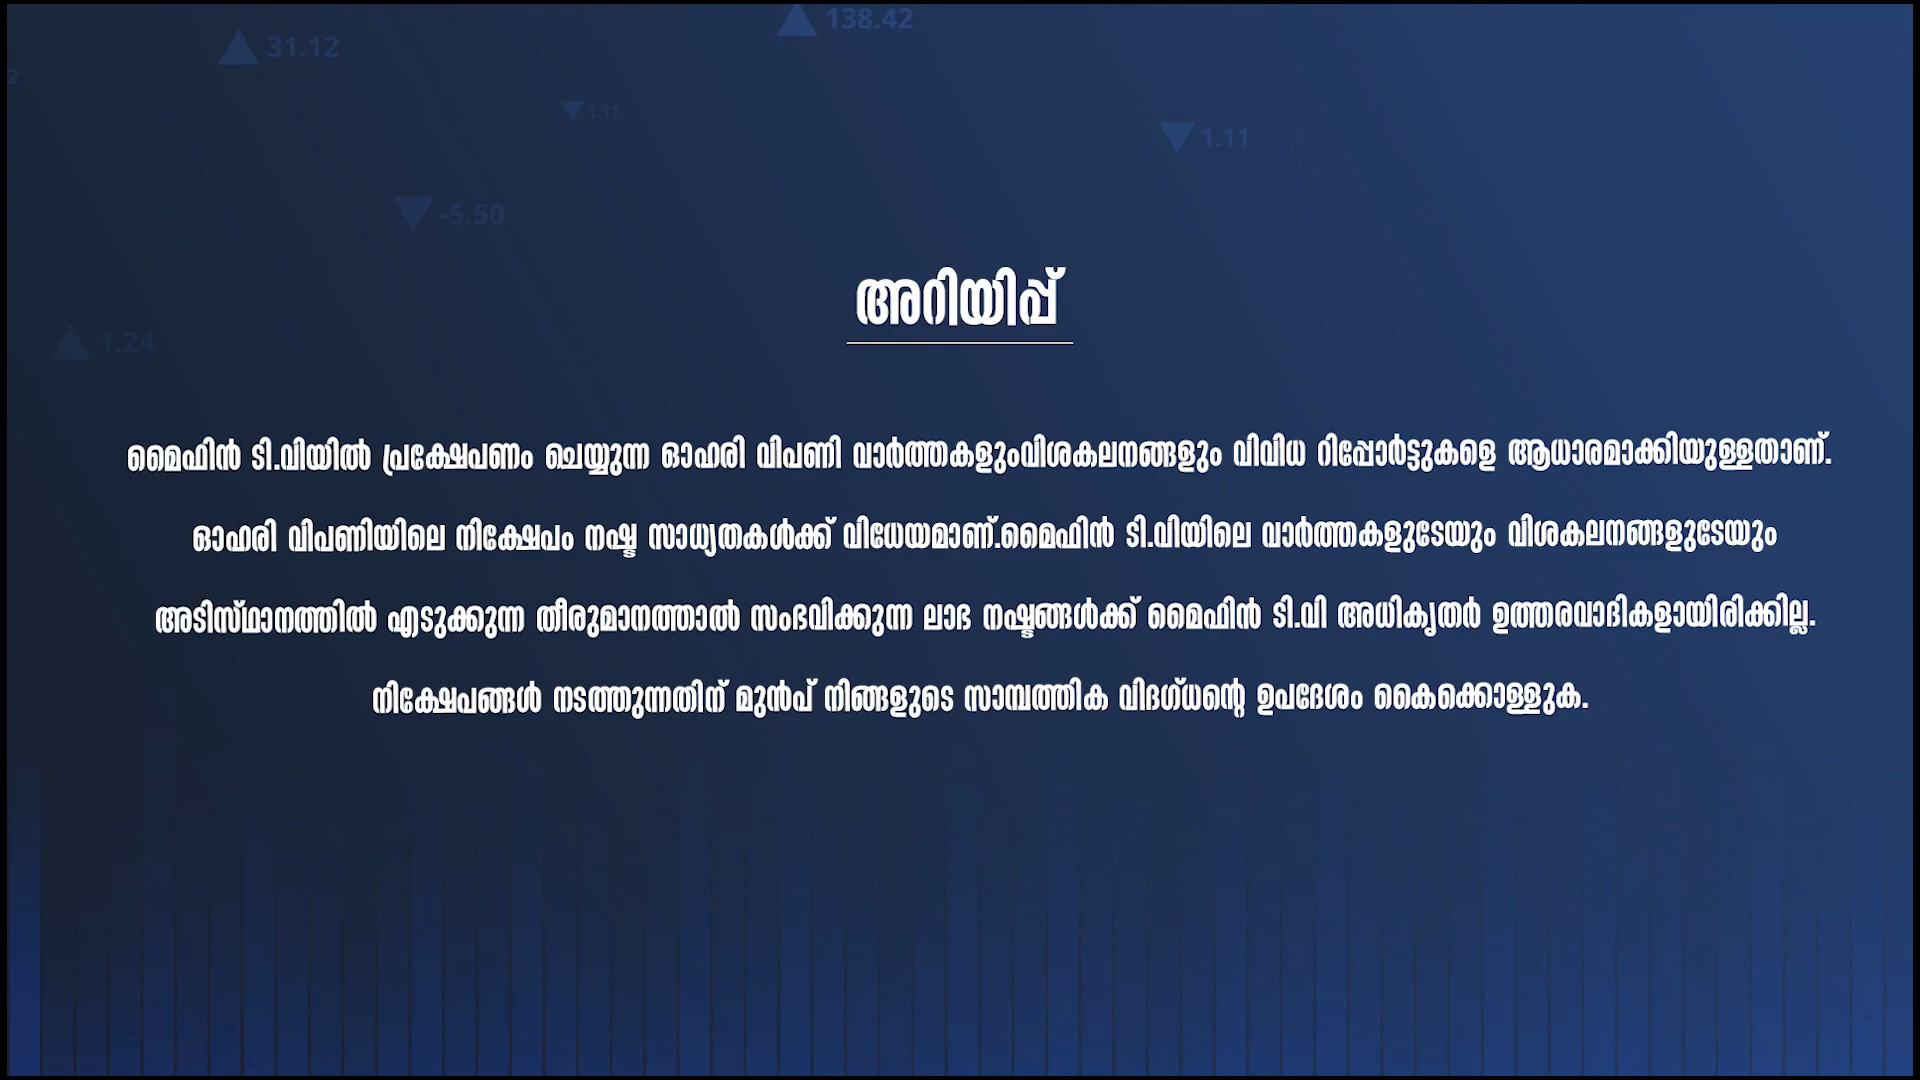 138.42
31.12
2
1.11
1.11
-5.50
അറിയിപ്പ്
1.24
മൈഫിൻ ടി.വിയിൽ പ്രക്ഷേപണം ചെയ്യുന്ന ഓഹരി വിപണി വാർത്തകളുംവിശകലനങ്ങളും വിവിധ റിപ്പോർട്ടുകളെ ആധാരമാക്കിയുള്ളതാണ്.
ഓഹരി വിപണിയിലെ നിക്ഷേപം നഷ്ട സാധ്യതകൾക്ക് വിധേയമാണ്.മൈഫിൻ ടി.വിയിലെ വാർത്തകളുടേയും വിശകലനങ്ങളുടേയും
അടിസ്ഥാനത്തിൽ എടുക്കുന്ന തീരുമാനത്താൽ സംഭവിക്കുന്ന ലാഭ നഷ്ടങ്ങൾക്ക് മൈഫിൻ ടി.വി അധികൃതർ ഉത്തരവാദികളായിരിക്കില്ല.
നിക്ഷേപങ്ങൾ നടത്തുന്നതിന് മുൻപ് നിങ്ങളുടെ സാമ്പത്തിക വിദഗ്ധന്റെ ഉപദേശം കൈക്കൊള്ളുക.